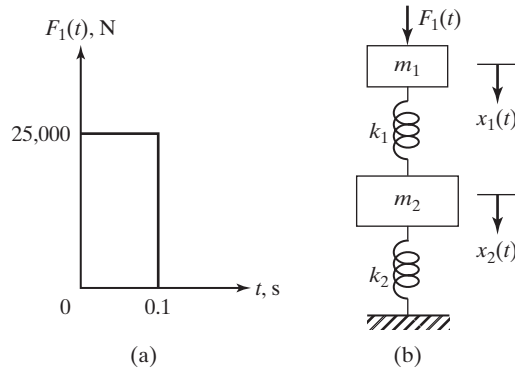 F₁(t), N
25,000
0
0.1
t, s
(a)
F₁(t)
m₁
x₁(t)
k₁
m₂
x₂(t)
k₂
(b)